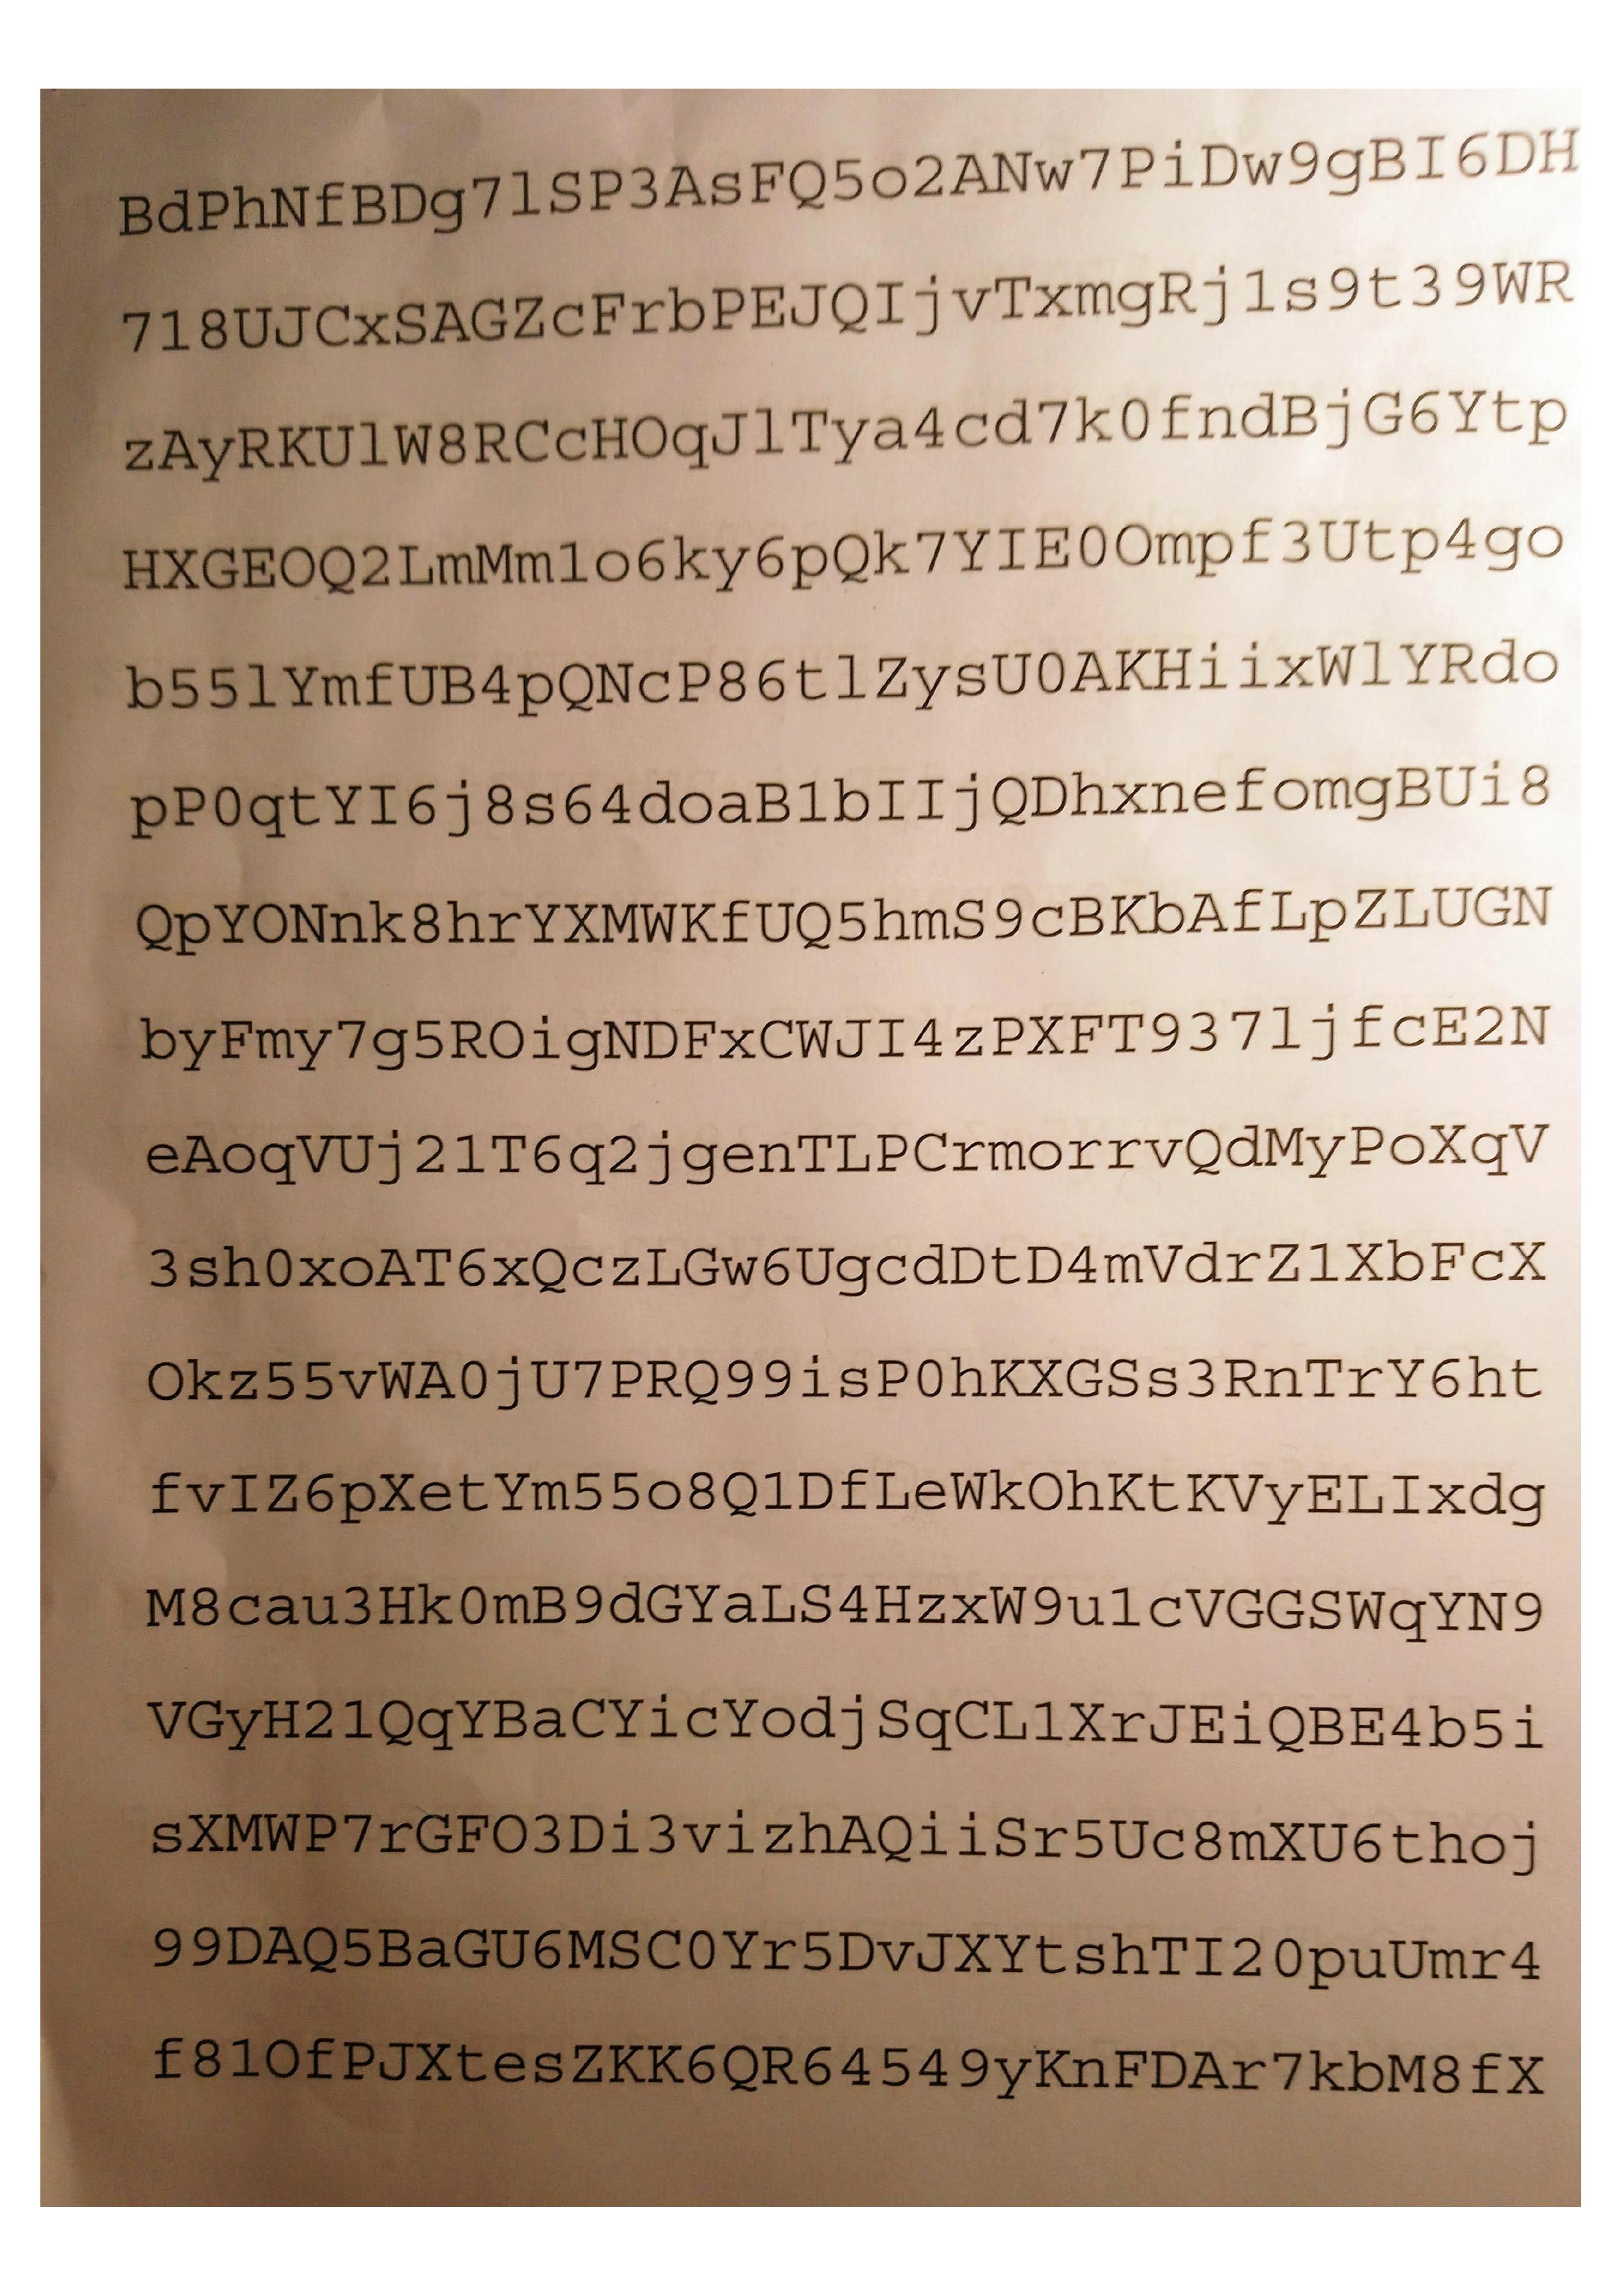 BdPhNfBDg7lSP3AsFQ5o2ANw7PiDw9gBI6DH
718UJCxSAGZcFrbPEJQIjvTxmgRj1s9t39WR
zAyRKUlW8RCcHOqJlTya4cd7k0fndBjG6Ytp
HXGEOQ2LmMm1o6ky6pQk7YIE0Ompf3Utp4go
b55lYmfUB4pQNcP86tlZysU0AKHiixWlYRdo
pP0qtYI6j8s64doaB1bIIjQDhxnefomgBUi8
QpYONnk8hrYXMWKfUQ5hmS9cBKbAfLpZLUGN
byFmy7g5ROigNDFxCWJI4zPXFT937ljfcE2N
eAoqVUj21T6q2jgenTLPCrmorrvQdMyPoXqV
3sh0xoAT6xQczLGw6UgcdDtD4mVdrZ1XbFcX
Okz55vWA0jU7PRQ99isP0hKXGSs3RnTrY6ht
fvIZ6pXetYm55o8Q1DfLeWkOhKtKVyELIxdg
M8cau3Hk0mB9dGYaLS4HzxW9u1cVGGSWqYN9
VGyH21QqYBaCYicYodjSqCL1XrJEiQBE4b5i
sXMWP7rGFO3Di3vizhAQiiSr5Uc8mXU6thoj
99DAQ5BaGU6MSC0Yr5DvJXYtshTI20puUmr4
f81OfPJXtesZKK6QR64549yKnFDAr7kbM8fX